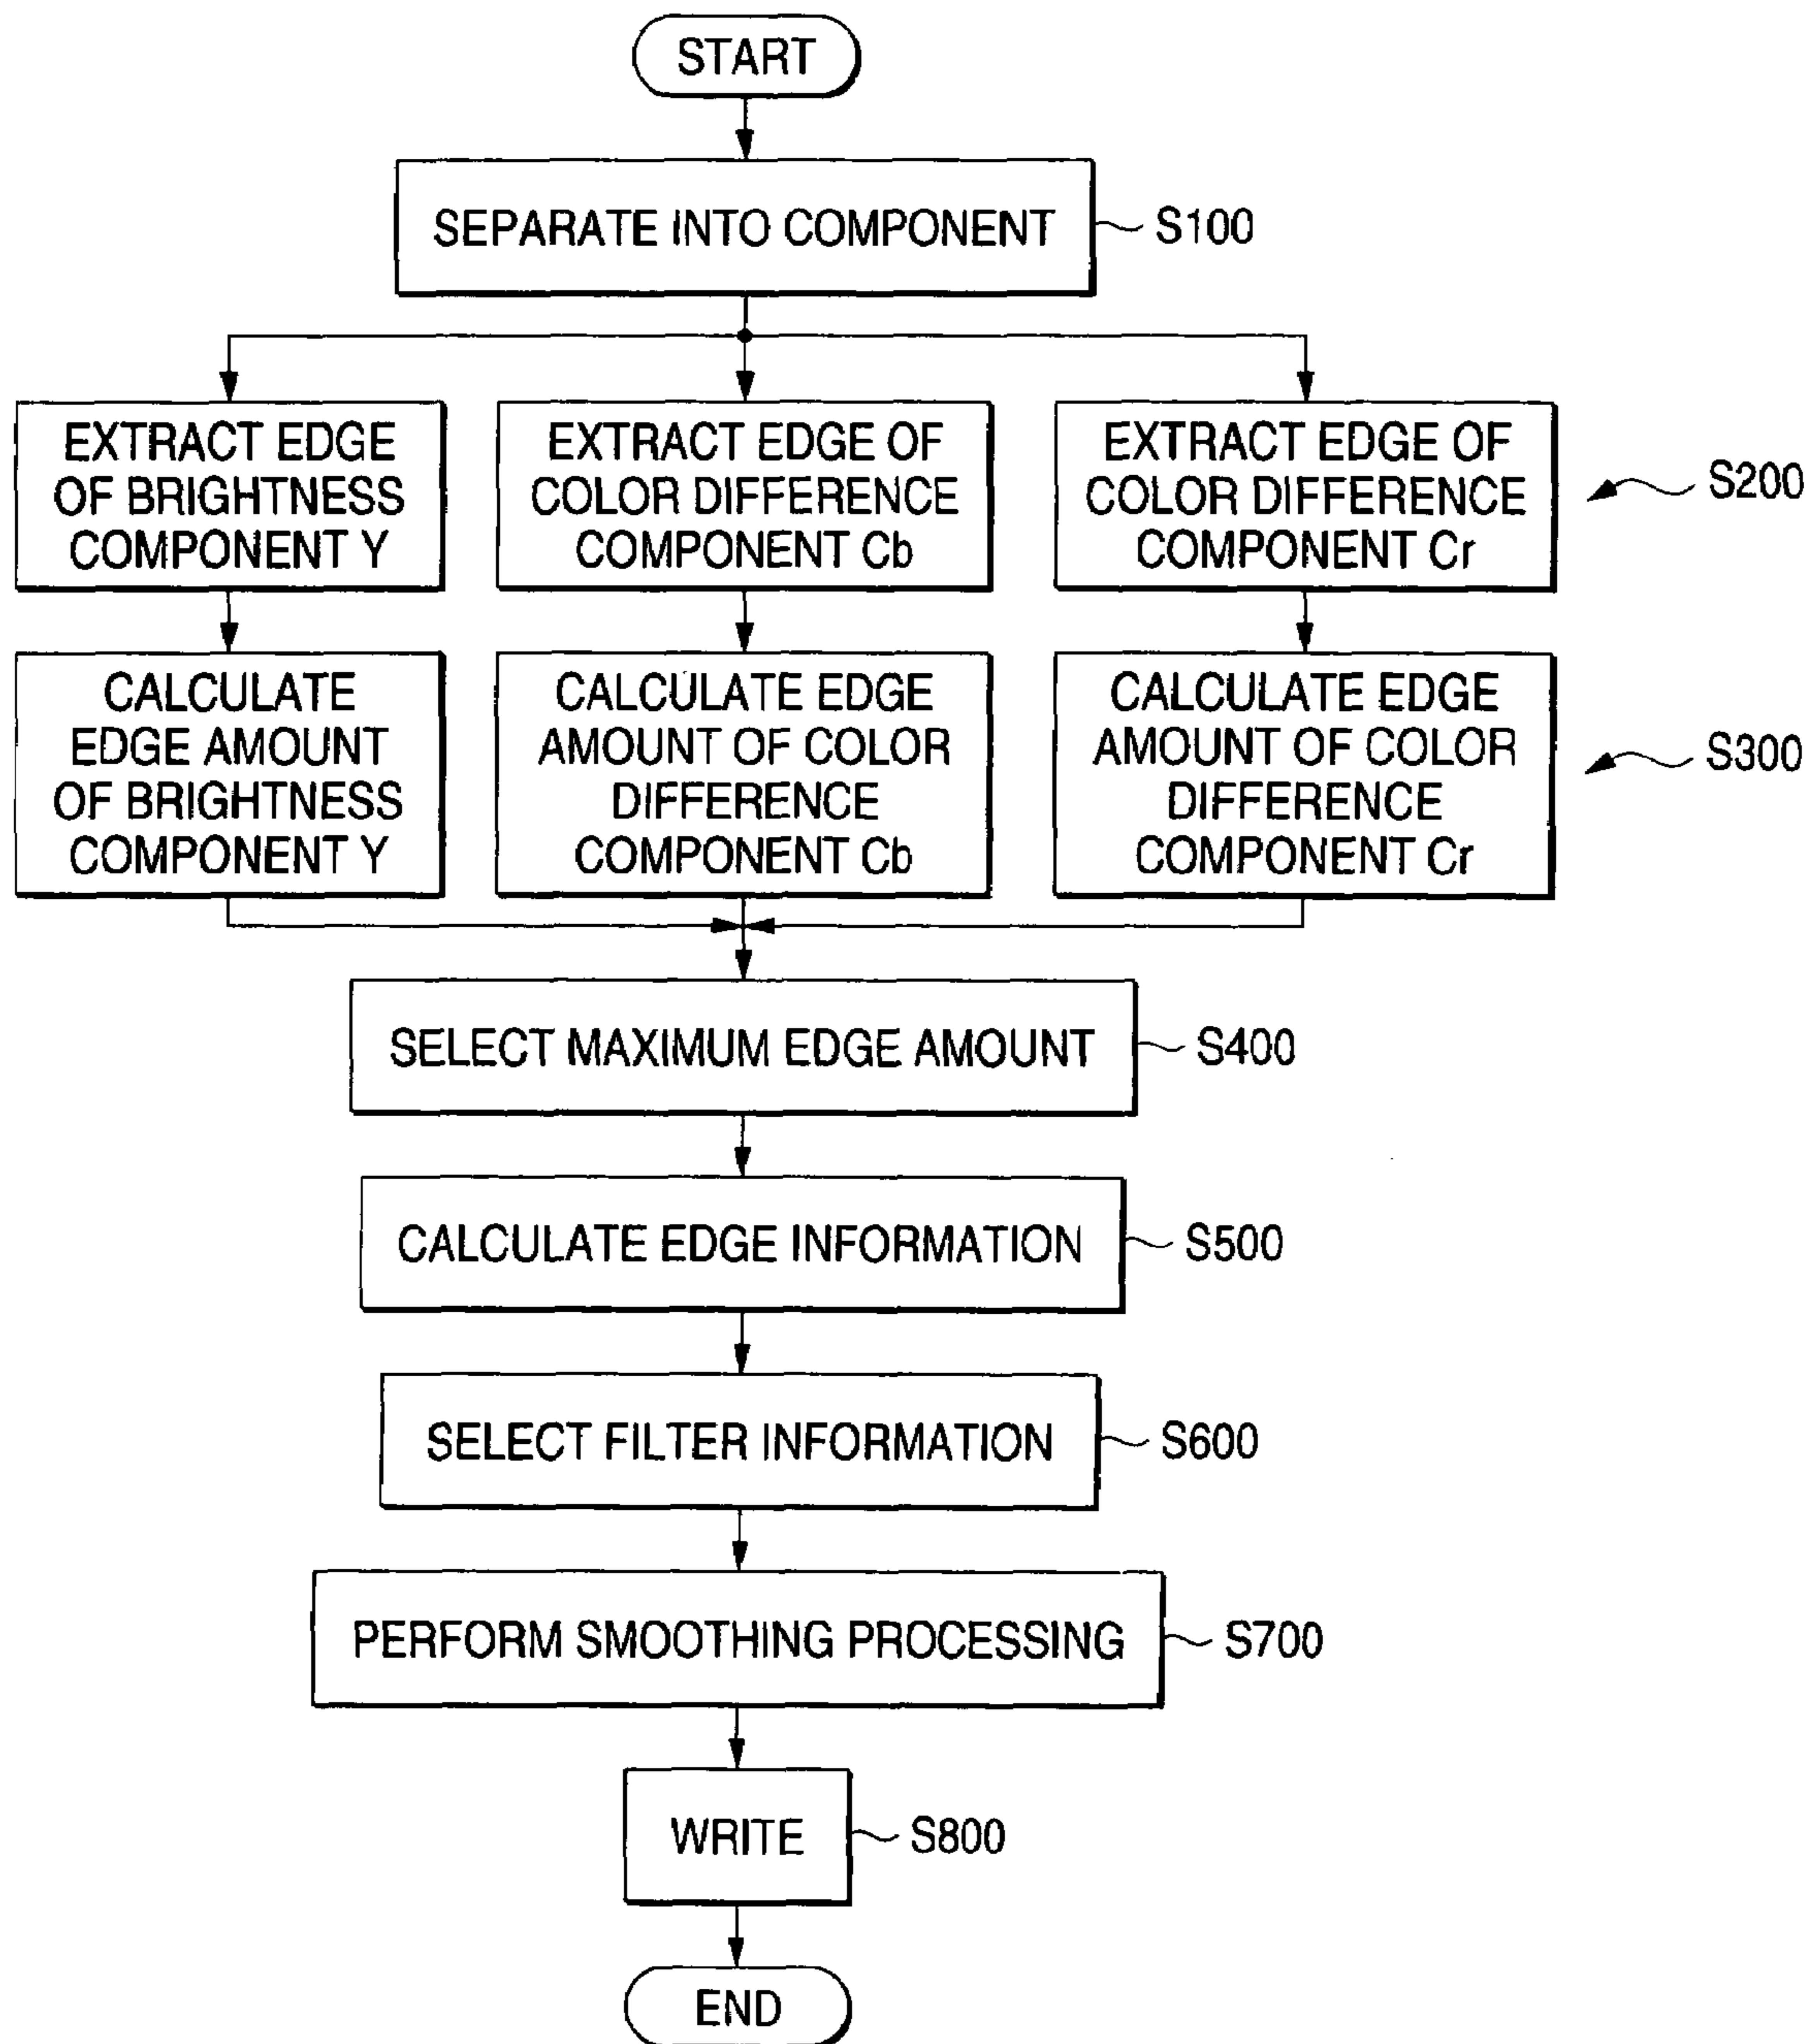 START
SEPARATE INTO COMPONENT
S100
EXTRACT EDGE
OF BRIGHTNESS
COMPONENT Y
EXTRACT EDGE OF
COLOR DIFFERENCE
COMPONENT Cb
EXTRACT EDGE OF
COLOR DIFFERENCE
COMPONENT Cr
S200
CALCULATE
EDGE AMOUNT
OF BRIGHTNESS
COMPONENT Y
CALCULATE EDGE
AMOUNT OF COLOR
DIFFERENCE
COMPONENT Cb
CALCULATE EDGE
AMOUNT OF COLOR
DIFFERENCE
COMPONENT Cr
S300
SELECT MAXIMUM EDGE AMOUNT
S400
CALCULATE EDGE INFORMATION
S500
SELECT FILTER INFORMATION
S600
PERFORM SMOOTHING PROCESSING
S700
WRITE
S800
END